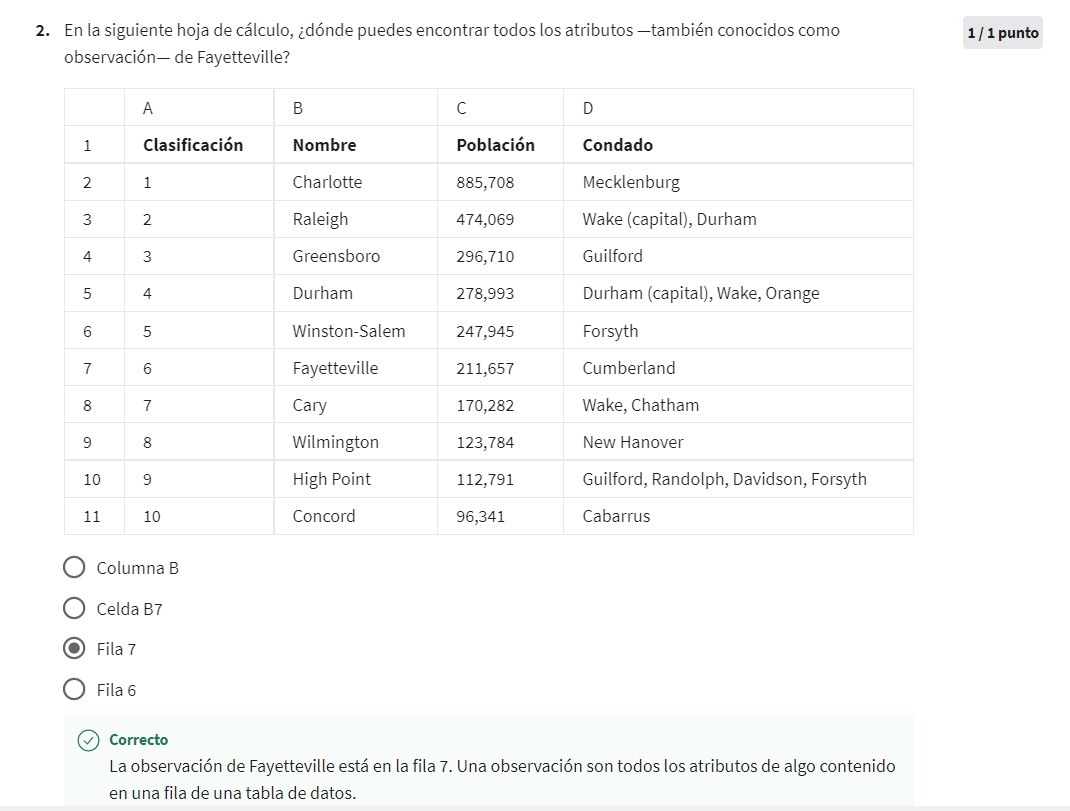 2. En la siguiente hoja de cálculo, ¿dónde puedes encontrar todos los atributos —también conocidos como
observación— de Fayetteville?
1 / 1 punto
A B C D
1 Clasificación Nombre Población Condado
2 1 Charlotte 885,708 Mecklenburg
3 2 Raleigh 474,069 Wake (capital), Durham
4 3 Greensboro 296,710 Guilford
5 4 Durham 278,993 Durham (capital), Wake, Orange
6 5 Winston-Salem 247,945 Forsyth
7 6 Fayetteville 211,657 Cumberland
8 7 Cary 170,282 Wake, Chatham
9 8 Wilmington 123,784 New Hanover
10 9 High Point 112,791 Guilford, Randolph, Davidson, Forsyth
11 10 Concord 96,341 Cabarrus
Columna B
Celda B7
Fila 7
Fila 6
Correcto
La observación de Fayetteville está en la fila 7. Una observación son todos los atributos de algo contenido
en una fila de una tabla de datos.